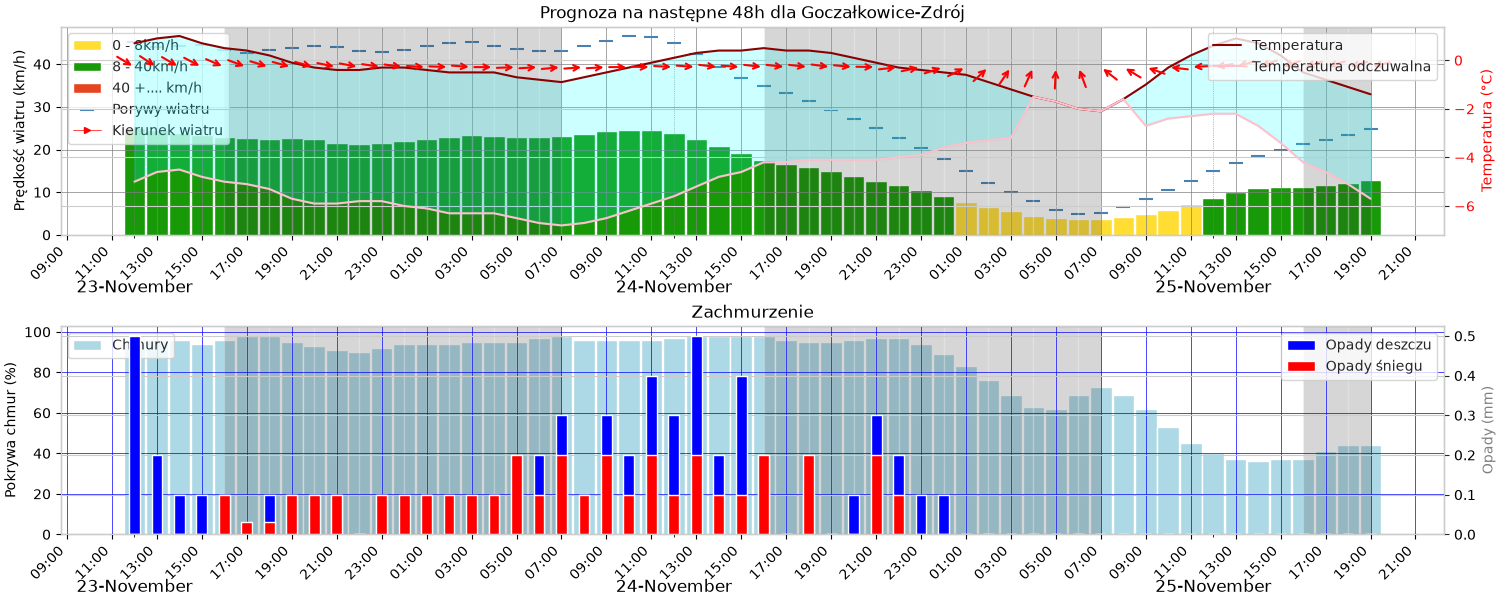 Prognoza na następne 48h dla Goczałkowice-Zdrój
Prędkość wiatru (km/h)
0 10 20 30 40
0 - 8km/h
8 - 40km/h
40 +.... km/h
Porywy wiatru
Kierunek wiatru
Temperatura
Temperatura odczuwalna
0 −2 −4 −6
Temperatura (°C)
09:00 11:00 13:00 15:00 17:00 19:00 21:00 23:00 01:00 03:00 05:00 07:00 09:00 11:00 13:00 15:00 17:00 19:00 21:00 23:00 01:00 03:00 05:00 07:00 09:00 11:00 13:00 15:00 17:00 19:00 21:00
23-November 24-November 25-November
Zachmurzenie
Pokrywa chmur (%)
0 20 40 60 80 100
Chmury
Opady deszczu
Opady śniegu
0.5 0.4 0.3 0.2 0.1 0.0
Opady (mm)
09:00 11:00 13:00 15:00 17:00 19:00 21:00 23:00 01:00 03:00 05:00 07:00 09:00 11:00 13:00 15:00 17:00 19:00 21:00 23:00 01:00 03:00 05:00 07:00 09:00 11:00 13:00 15:00 17:00 19:00 21:00
23-November 24-November 25-November